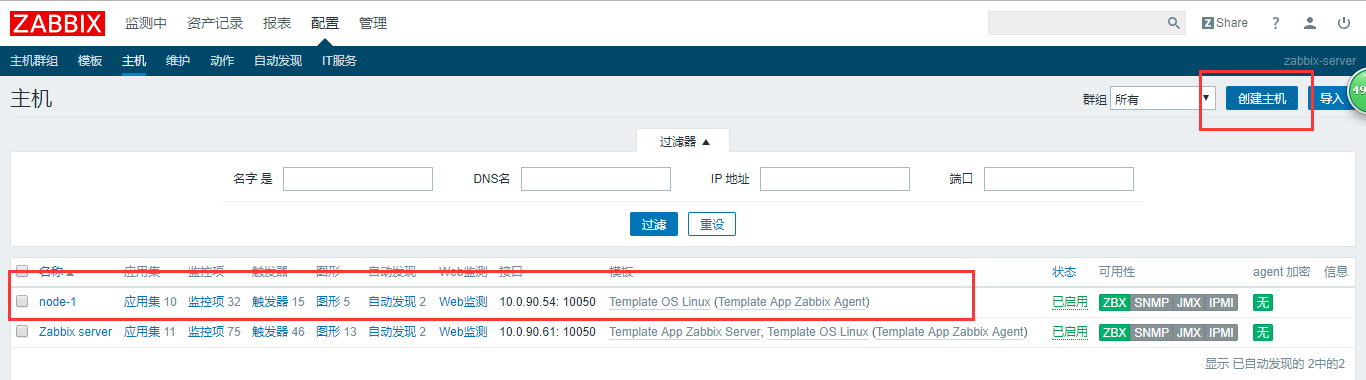 ZABBIX 监测中 资产记录 报表 配置 管理 Z Share ?
主机群组 模板 主机 维护 动作 自动发现 IT服务 zabbix-server
主机 群组 所有 创建主机 导入 49
过滤器
名字 是 DNS名 IP 地址 端口
过滤 重设
名称 应用集 监控项 触发器 图形 自动发现 Web监测 接口 模板 状态 可用性 agent 加密 信息
node-1 应用集 10 监控项 32 触发器 15 图形 5 自动发现 2 Web监测 10.0.90.54: 10050 Template OS Linux (Template App Zabbix Agent) 已启用 ZBX SNMP JMX IPMI 无
Zabbix server 应用集 11 监控项 75 触发器 46 图形 13 自动发现 2 Web监测 10.0.90.61: 10050 Template App Zabbix Server, Template OS Linux (Template App Zabbix Agent) 已启用 ZBX SNMP JMX IPMI 无
显示 已自动发现的 2中的2